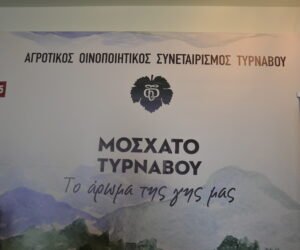 ΑΓΡΟΤΙΚΟΣ ΟΙΝΟΠΟΙΗΤΙΚΟΣ ΣΥΝΕΤΑΙΡΙΣΜΟΣ ΤΥΡΝΑΒΟΥ
ΜΟΣΧΑΤΟ
ΤΥΡΝΑΒΟΥ
Το άρωμα της γης μας